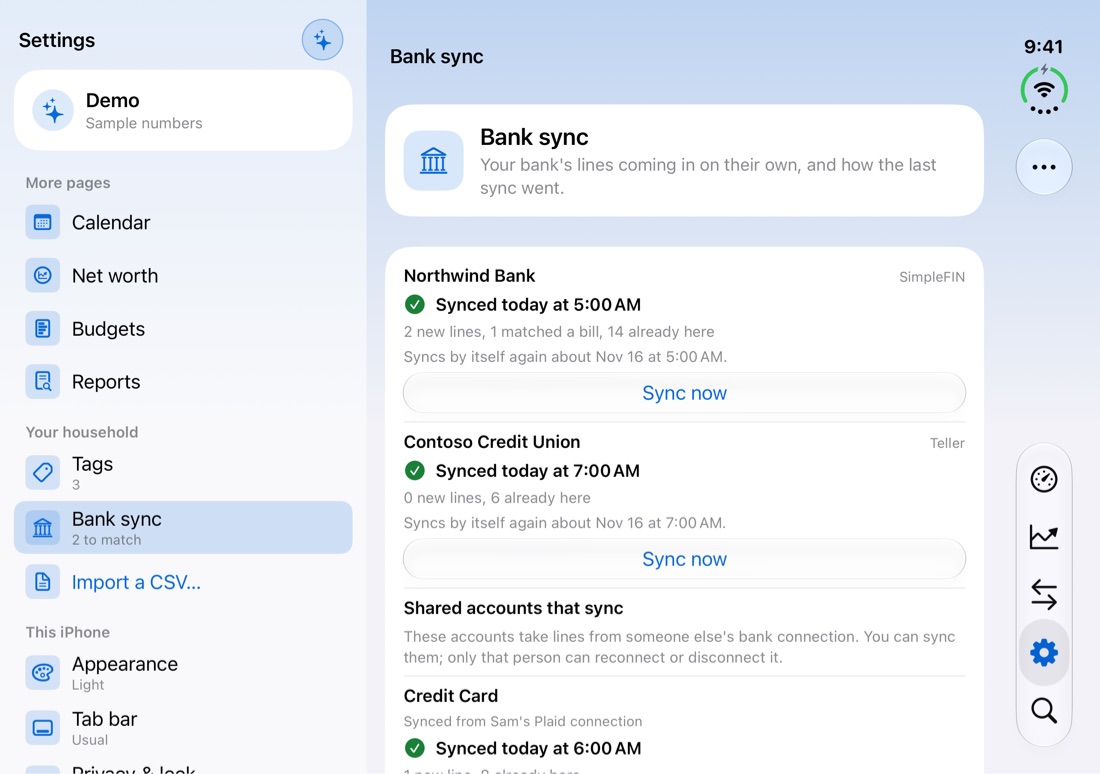 Settings
Demo
Sample numbers
More pages
Calendar
Net worth
Budgets
Reports
Your household
Tags
3
Bank sync
2 to match
Import a CSV...
This iPhone
Appearance
Light
Tab bar
Usual
Privacy & lock
Bank sync
Bank sync
Your bank's lines coming in on their own, and how the last
sync went.
Northwind Bank
SimpleFIN
Synced today at 5:00 AM
2 new lines, 1 matched a bill, 14 already here
Syncs by itself again about Nov 16 at 5:00 AM.
Sync now
Contoso Credit Union
Teller
Synced today at 7:00 AM
0 new lines, 6 already here
Syncs by itself again about Nov 16 at 7:00 AM.
Sync now
Shared accounts that sync
These accounts take lines from someone else's bank connection. You can sync
them; only that person can reconnect or disconnect it.
Credit Card
Synced from Sam's Plaid connection
Synced today at 6:00 AM
9:41